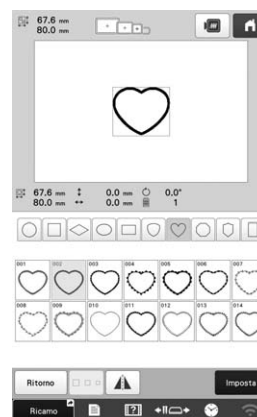 67.6 mm
80.0 mm
67.6 mm 0.0 mm 0.0°
80.0 mm 0.0 mm 1
001 002 003 004 005 006 007
008 009 010 011 012 013 014
Ritorno Imposta
Ricamo